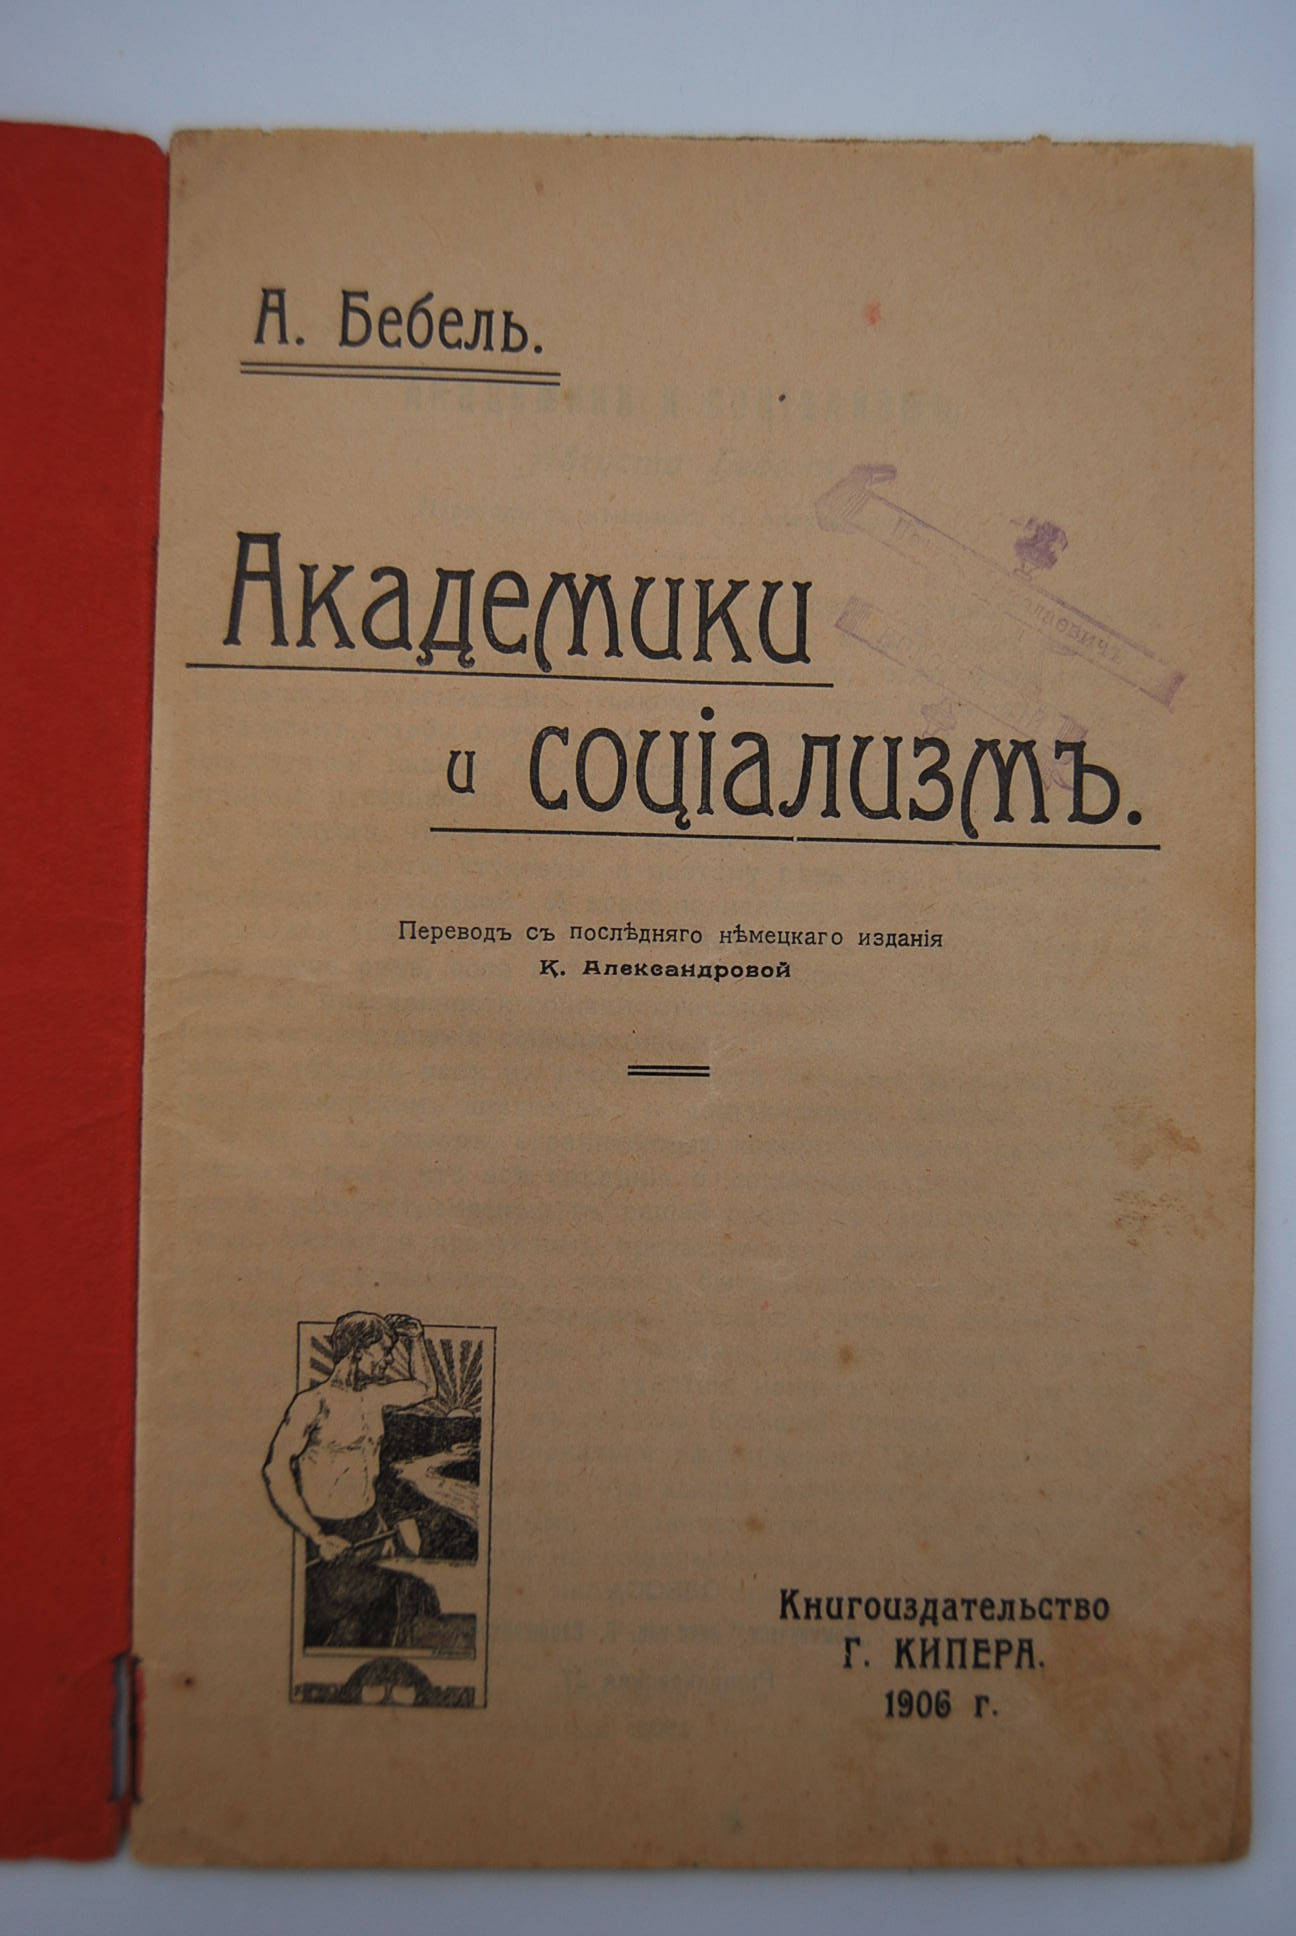 А. Бебель.
Академики
и соціализмъ.
Переводъ съ послѣдняго нѣмецкаго изданія
К. Александровой
Книгоиздательство
Г. КИПЕРА.
1906 г.